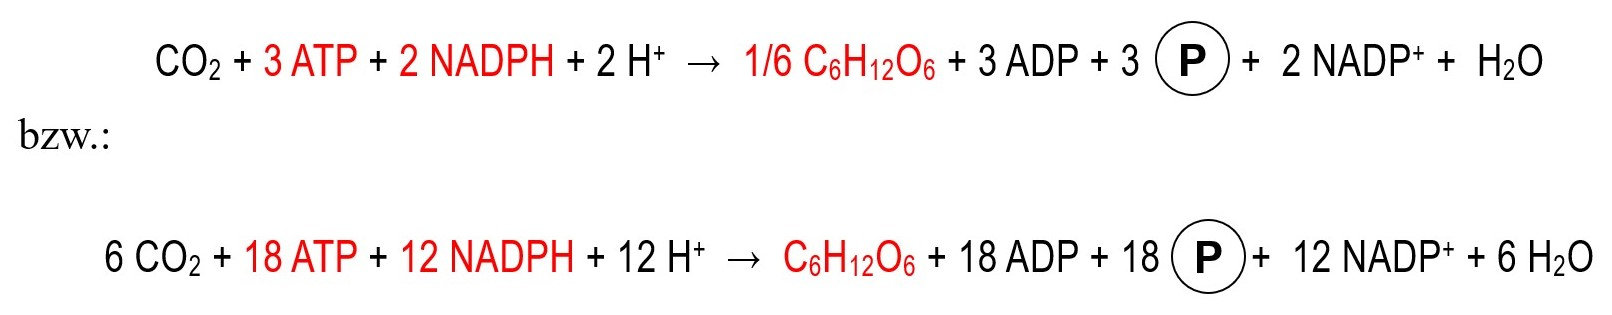 CO₂ + 3 ATP + 2 NADPH + 2 H⁺ → 1/6 C₆H₁₂O₆ + 3 ADP + 3 P + 2 NADP⁺ + H₂O
bzw.:
6 CO₂ + 18 ATP + 12 NADPH + 12 H⁺ → C₆H₁₂O₆ + 18 ADP + 18 P + 12 NADP⁺ + 6 H₂O